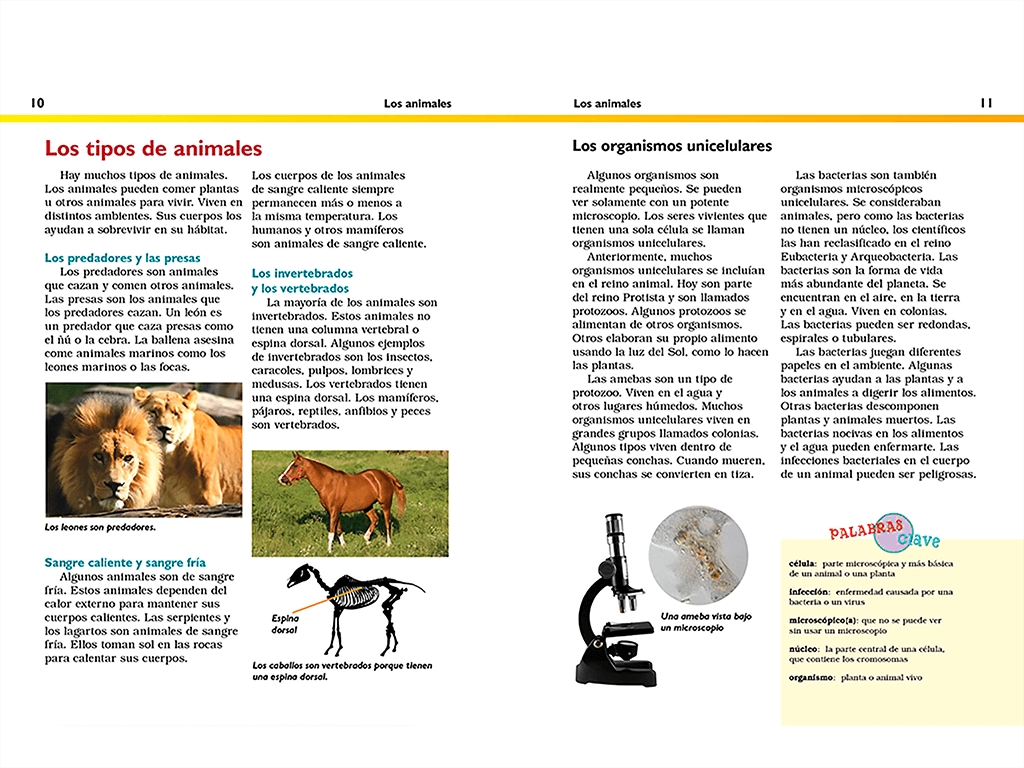 10
Los animales
Los tipos de animales
Hay muchos tipos de animales.
Los animales pueden comer plantas
u otros animales para vivir. Viven en
distintos ambientes. Sus cuerpos los
ayudan a sobrevivir en su hábitat.
Los predadores y las presas
Los predadores son animales
que cazan y comen otros animales.
Las presas son los animales que
los predadores cazan. Un león es
un predador que caza presas como
el ñú o la cebra. La ballena asesina
come animales marinos como los
leones marinos o las focas.
Los leones son predadores.
Sangre caliente y sangre fría
Algunos animales son de sangre
fría. Estos animales dependen del
calor externo para mantener sus
cuerpos calientes. Las serpientes y
los lagartos son animales de sangre
fría. Ellos toman sol en las rocas
para calentar sus cuerpos.
Los cuerpos de los animales
de sangre caliente siempre
permanecen más o menos a
la misma temperatura. Los
humanos y otros mamíferos
son animales de sangre caliente.
Los invertebrados
y los vertebrados
La mayoría de los animales son
invertebrados. Estos animales no
tienen una columna vertebral o
espina dorsal. Algunos ejemplos
de invertebrados son los insectos,
caracoles, pulpos, lombrices y
medusas. Los vertebrados tienen
una espina dorsal. Los mamíferos,
pájaros, reptiles, anfibios y peces
son vertebrados.
Espina
dorsal
Los caballos son vertebrados porque tienen
una espina dorsal.
Los animales
11
Los organismos unicelulares
Algunos organismos son
realmente pequeños. Se pueden
ver solamente con un potente
microscopio. Los seres vivientes que
tienen una sola célula se llaman
organismos unicelulares.
Anteriormente, muchos
organismos unicelulares se incluían
en el reino animal. Hoy son parte
del reino Protista y son llamados
protozoos. Algunos protozoos se
alimentan de otros organismos.
Otros elaboran su propio alimento
usando la luz del Sol, como lo hacen
las plantas.
Las amebas son un tipo de
protozoo. Viven en el agua y
otros lugares húmedos. Muchos
organismos unicelulares viven en
grandes grupos llamados colonias.
Algunos tipos viven dentro de
pequeñas conchas. Cuando mueren,
sus conchas se convierten en tiza.
Una ameba vista bajo
un microscopio
Las bacterias son también
organismos microscópicos
unicelulares. Se consideraban
animales, pero como las bacterias
no tienen un núcleo, los científicos
las han reclasificado en el reino
Eubacteria y Arqueobacteria. Las
bacterias son la forma de vida
más abundante del planeta. Se
encuentran en el aire, en la tierra
y en el agua. Viven en colonias.
Las bacterias pueden ser redondas,
espirales o tubulares.
Las bacterias juegan diferentes
papeles en el ambiente. Algunas
bacterias ayudan a las plantas y a
los animales a digerir los alimentos.
Otras bacterias descomponen
plantas y animales muertos. Las
bacterias nocivas en los alimentos
y el agua pueden enfermarte. Las
infecciones bacteriales en el cuerpo
de un animal pueden ser peligrosas.
PALABRAS
clave
célula: parte microscópica y más básica
de un animal o una planta
infección: enfermedad causada por una
bacteria o un virus
microscópico(a): que no se puede ver
sin usar un microscopio
núcleo: la parte central de una célula,
que contiene los cromosomas
organismo: planta o animal vivo